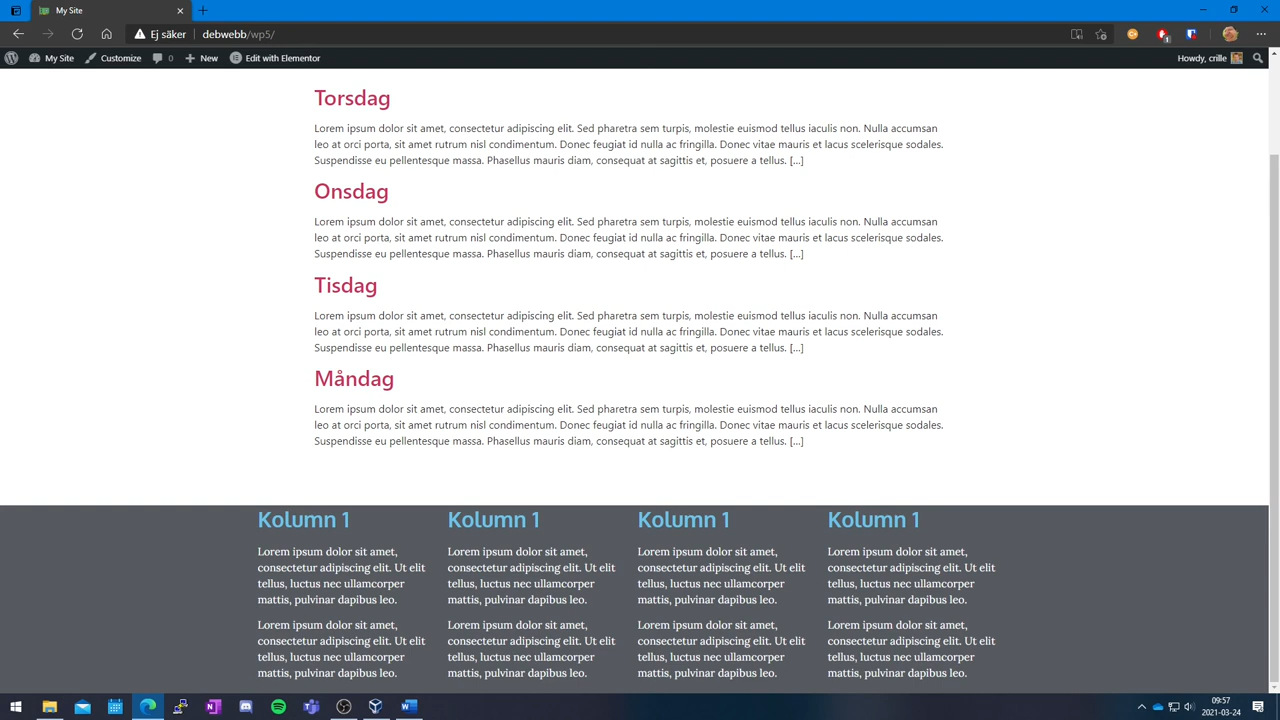 My Site
Ej säker debwebb/wp5/
1
My Site Customize 0 New Edit with Elementor Howdy, crille
Torsdag
Lorem ipsum dolor sit amet, consectetur adipiscing elit. Sed pharetra sem turpis, molestie euismod tellus iaculis non. Nulla accumsan
leo at orci porta, sit amet rutrum nisl condimentum. Donec feugiat id nulla ac fringilla. Donec vitae mauris et lacus scelerisque sodales.
Suspendisse eu pellentesque massa. Phasellus mauris diam, consequat at sagittis et, posuere a tellus. […]
Onsdag
Lorem ipsum dolor sit amet, consectetur adipiscing elit. Sed pharetra sem turpis, molestie euismod tellus iaculis non. Nulla accumsan
leo at orci porta, sit amet rutrum nisl condimentum. Donec feugiat id nulla ac fringilla. Donec vitae mauris et lacus scelerisque sodales.
Suspendisse eu pellentesque massa. Phasellus mauris diam, consequat at sagittis et, posuere a tellus. […]
Tisdag
Lorem ipsum dolor sit amet, consectetur adipiscing elit. Sed pharetra sem turpis, molestie euismod tellus iaculis non. Nulla accumsan
leo at orci porta, sit amet rutrum nisl condimentum. Donec feugiat id nulla ac fringilla. Donec vitae mauris et lacus scelerisque sodales.
Suspendisse eu pellentesque massa. Phasellus mauris diam, consequat at sagittis et, posuere a tellus. […]
Måndag
Lorem ipsum dolor sit amet, consectetur adipiscing elit. Sed pharetra sem turpis, molestie euismod tellus iaculis non. Nulla accumsan
leo at orci porta, sit amet rutrum nisl condimentum. Donec feugiat id nulla ac fringilla. Donec vitae mauris et lacus scelerisque sodales.
Suspendisse eu pellentesque massa. Phasellus mauris diam, consequat at sagittis et, posuere a tellus. […]
Kolumn 1
Lorem ipsum dolor sit amet,
consectetur adipiscing elit. Ut elit
tellus, luctus nec ullamcorper
mattis, pulvinar dapibus leo.
Lorem ipsum dolor sit amet,
consectetur adipiscing elit. Ut elit
tellus, luctus nec ullamcorper
mattis, pulvinar dapibus leo.
Kolumn 1
Lorem ipsum dolor sit amet,
consectetur adipiscing elit. Ut elit
tellus, luctus nec ullamcorper
mattis, pulvinar dapibus leo.
Lorem ipsum dolor sit amet,
consectetur adipiscing elit. Ut elit
tellus, luctus nec ullamcorper
mattis, pulvinar dapibus leo.
Kolumn 1
Lorem ipsum dolor sit amet,
consectetur adipiscing elit. Ut elit
tellus, luctus nec ullamcorper
mattis, pulvinar dapibus leo.
Lorem ipsum dolor sit amet,
consectetur adipiscing elit. Ut elit
tellus, luctus nec ullamcorper
mattis, pulvinar dapibus leo.
Kolumn 1
Lorem ipsum dolor sit amet,
consectetur adipiscing elit. Ut elit
tellus, luctus nec ullamcorper
mattis, pulvinar dapibus leo.
Lorem ipsum dolor sit amet,
consectetur adipiscing elit. Ut elit
tellus, luctus nec ullamcorper
mattis, pulvinar dapibus leo.
09:57
2021-03-24